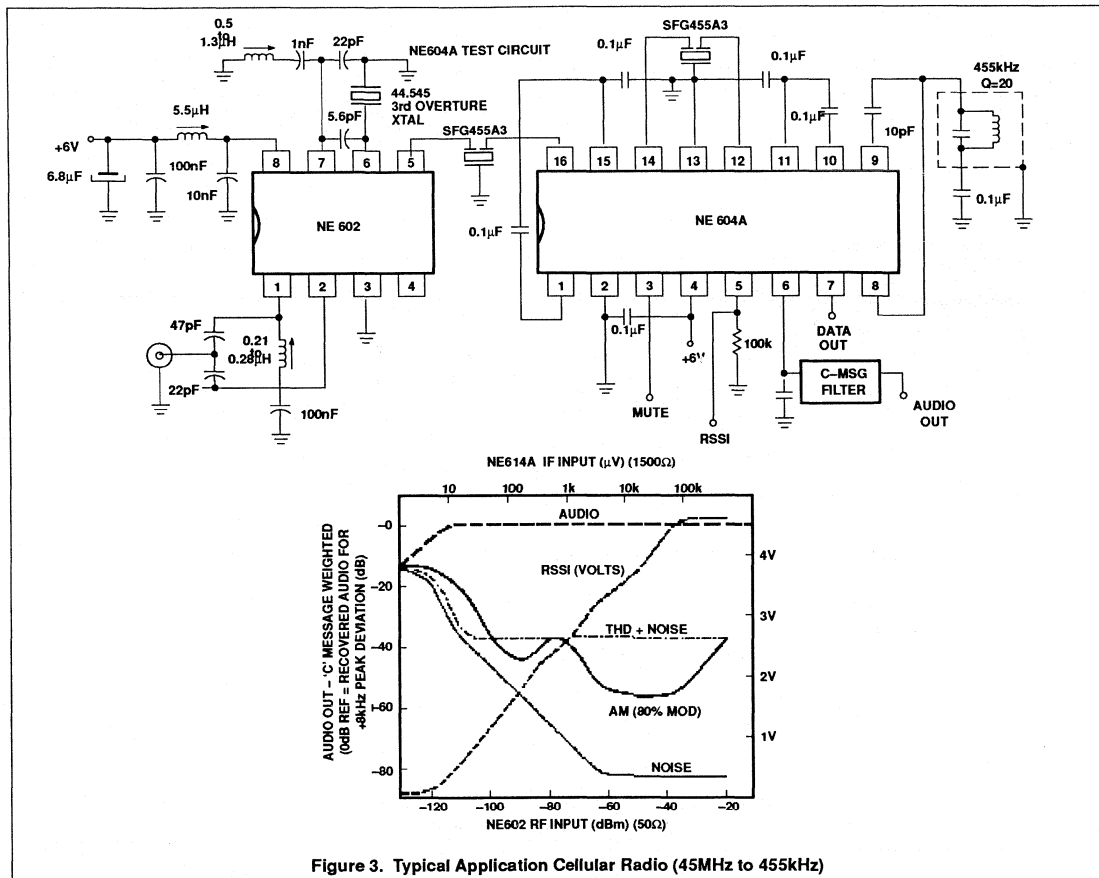 0.5
to
1.3µH
1nF
22pF
NE604A TEST CIRCUIT
44.545
3rd OVERTURE
XTAL
5.6pF
5.5µH
+6V
6.8µF
100nF
10nF
SFG455A3
8
7
6
5
NE 602
1
2
3
4
47pF
0.21
to
0.28µH
22pF
100nF
SFG455A3
0.1µF
0.1µF
0.1µF
10pF
455kHz
Q=20
0.1µF
0.1µF
16
15
14
13
12
11
10
9
NE 604A
1
2
3
4
5
6
7
8
0.1µF
+6V
100k
MUTE
RSSI
DATA
OUT
C–MSG
FILTER
AUDIO
OUT
NE614A IF INPUT (µV) (1500Ω)
10
100
1k
10k
100k
AUDIO OUT – 'C' MESSAGE WEIGHTED
(0dB REF = RECOVERED AUDIO FOR
+8kHz PEAK DEVIATION (dB)
–0
–20
–40
–60
–80
AUDIO
RSSI (VOLTS)
THD + NOISE
AM (80% MOD)
NOISE
4V
3V
2V
1V
–120
–100
–80
–60
–40
–20
NE602 RF INPUT (dBm) (50Ω)
Figure 3. Typical Application Cellular Radio (45MHz to 455kHz)